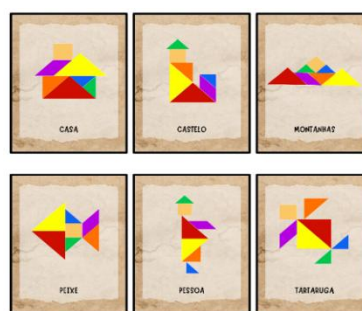 CASA
CASTELO
MONTANHAS
PEIXE
PESSOA
TARTARUGA